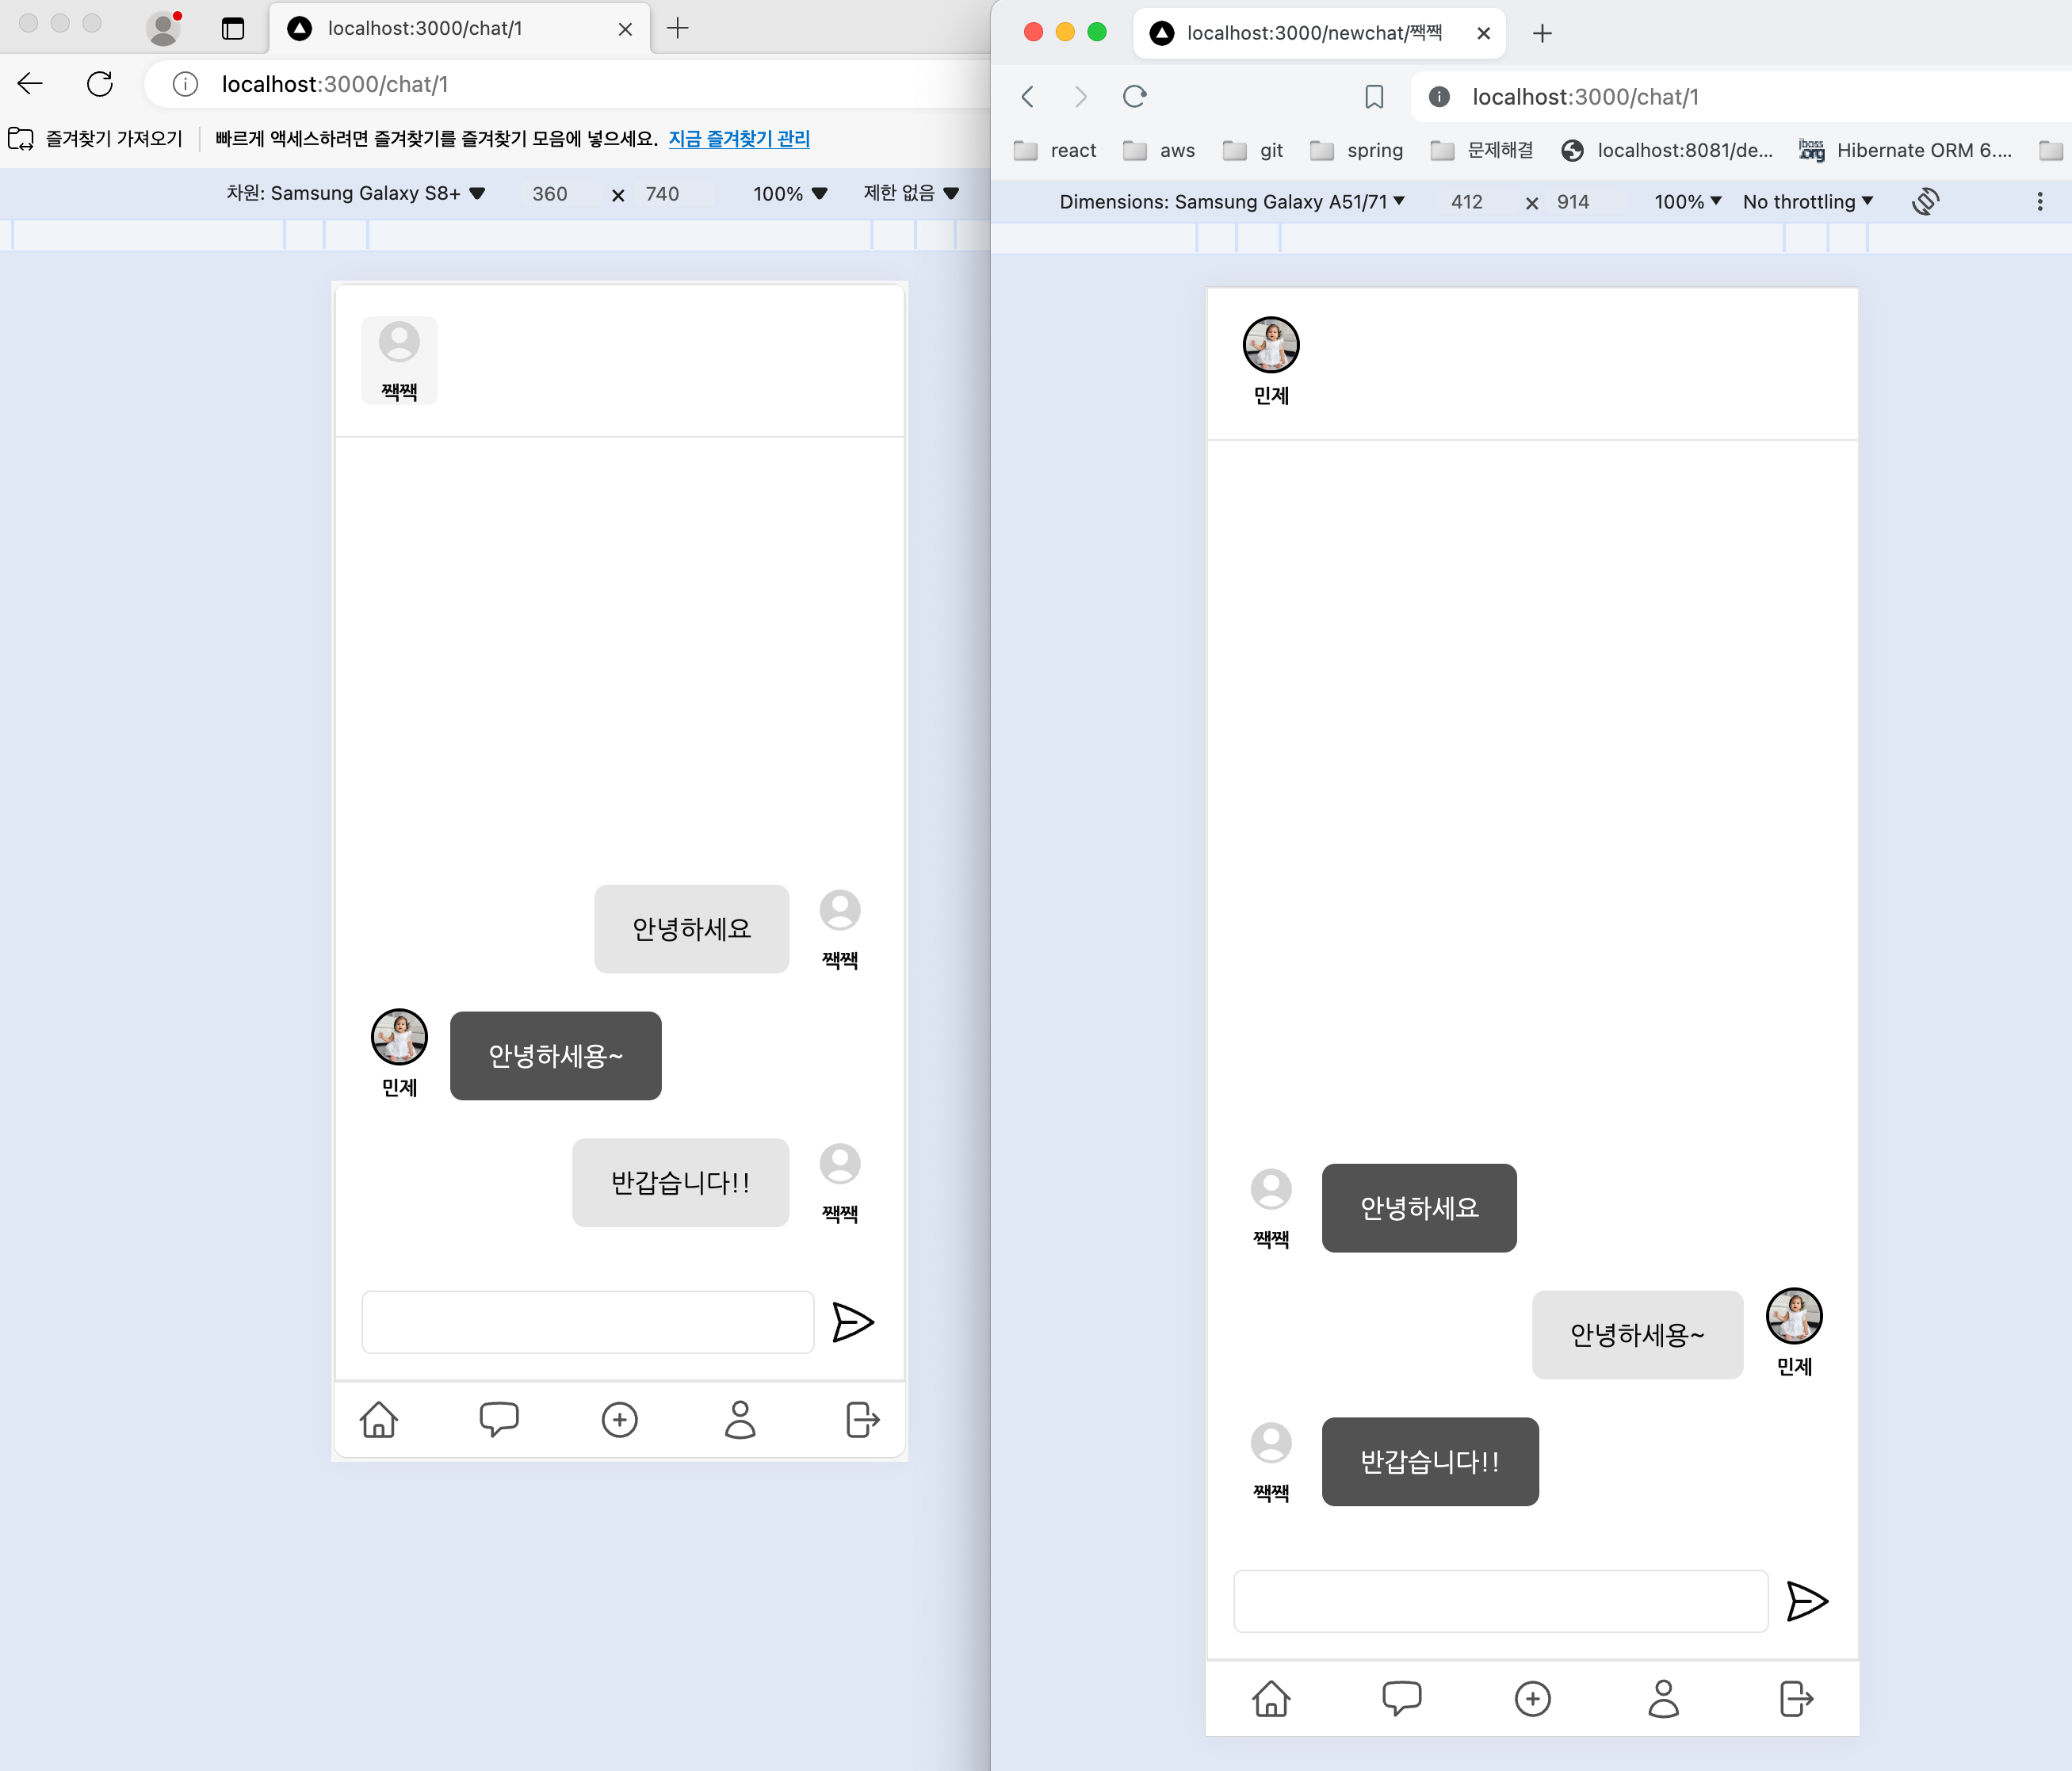 localhost:3000/chat/1
localhost:3000/chat/1
즐겨찾기 가져오기 빠르게 액세스하려면 즐겨찾기를 즐겨찾기 모음에 넣으세요. 지금 즐겨찾기 관리
차원: Samsung Galaxy S8+ 360 × 740 100% 제한 없음
짹짹
안녕하세요
짹짹
안녕하세용~
민제
반갑습니다!!
짹짹
localhost:3000/newchat/짹짹
localhost:3000/chat/1
react aws git spring 문제해결 localhost:8081/de... jboss.org Hibernate ORM 6....
Dimensions: Samsung Galaxy A51/71 412 × 914 100% No throttling
민제
안녕하세요
짹짹
안녕하세용~
민제
반갑습니다!!
짹짹